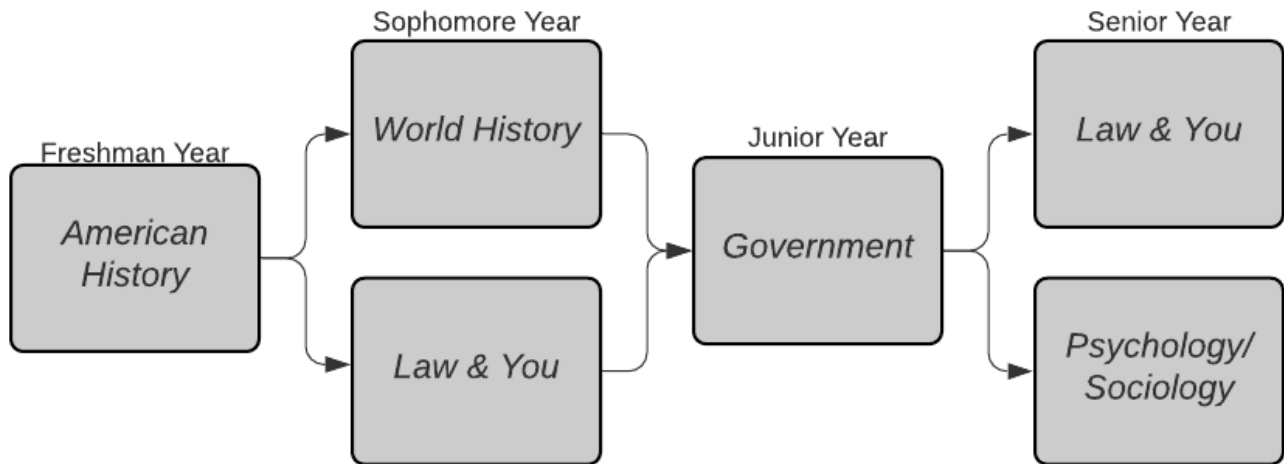 Freshman Year
American
History
Sophomore Year
World History
Law & You
Junior Year
Government
Senior Year
Law & You
Psychology/
Sociology